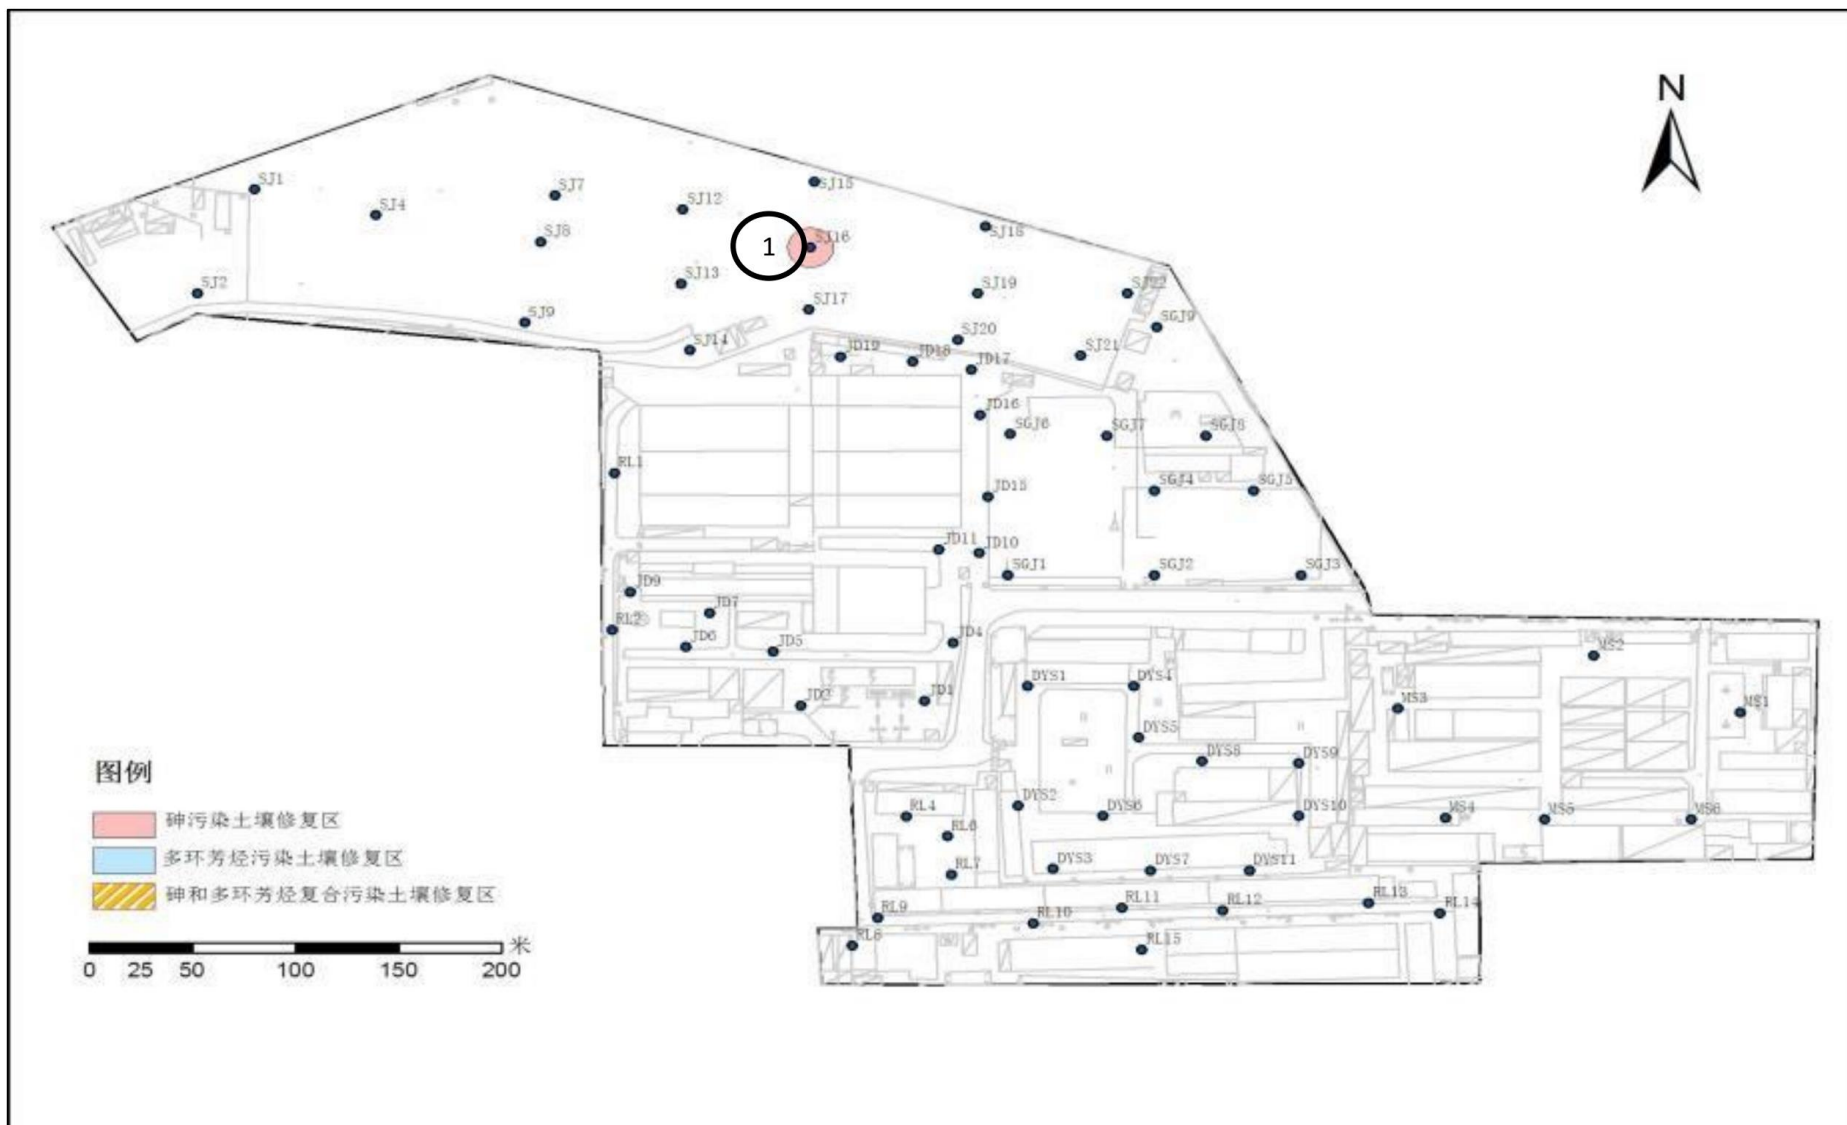 N
SJ1
SJ7
SJ15
SJ4
SJ12
SJ18
SJ8
1
SJ16
SJ2
SJ13
SJ19
SJ22
SJ9
SJ17
SGJ9
SJ14
SJ20
SJ21
JD19
JD18
JD17
JD16
SGJ6
SGJ7
SGJ8
RL1
JD15
SGJ4
SGJ5
JD11
JD10
SGJ1
SGJ2
SGJ3
JD9
JD7
RL2
JD6
JD5
JD4
MS2
DYS1
DYS4
JD2
JD1
MS3
MS1
DYS5
DYS8
DYS9
图例
RL4
DYS2
DYS6
DYS10
MS4
MS5
MS6
砷污染土壤修复区
RL6
多环芳烃污染土壤修复区
RL7
DYS3
DYS7
DYS11
砷和多环芳烃复合污染土壤修复区
RL9
RL10
RL11
RL12
RL13
RL14
RL8
RL15
米
0 25 50 100 150 200